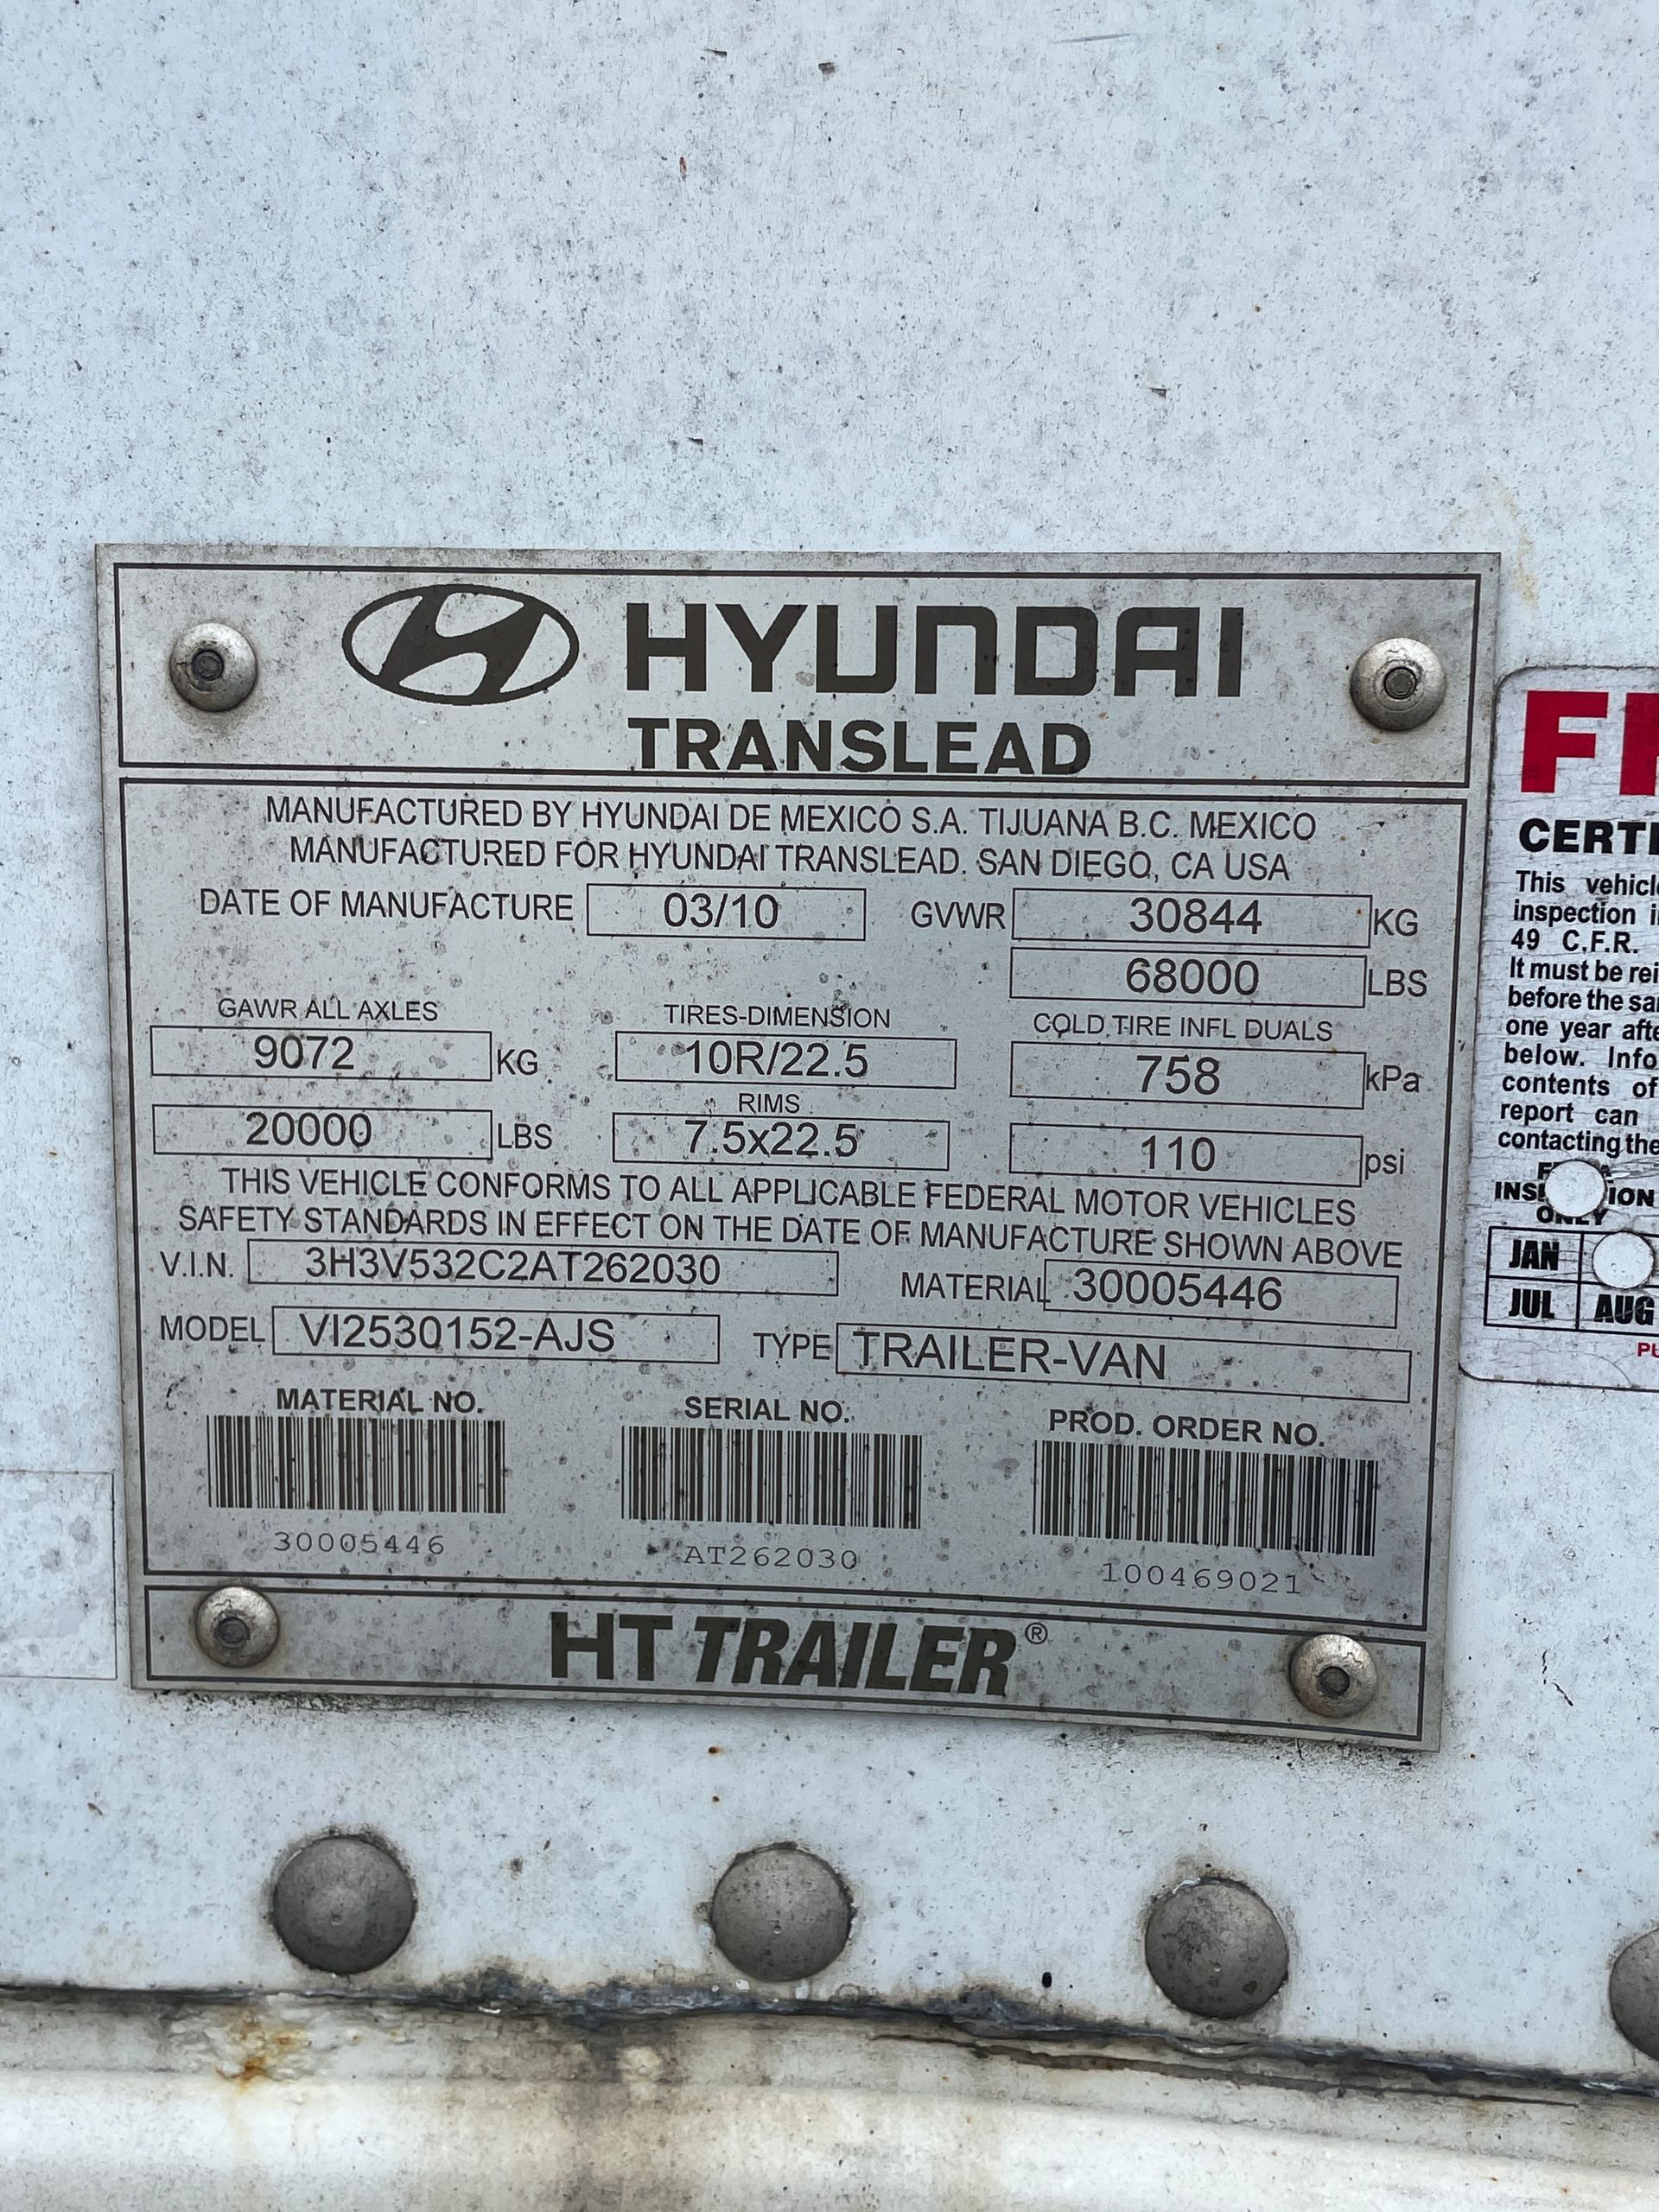 HYUNDAI
TRANSLEAD
MANUFACTURED BY HYUNDAI DE MEXICO S.A. TIJUANA B.C. MEXICO
MANUFACTURED FOR HYUNDAI TRANSLEAD. SAN DIEGO, CA USA
DATE OF MANUFACTURE 03/10 GVWR 30844 KG
68000 LBS
GAWR ALL AXLES TIRES-DIMENSION COLD TIRE INFL DUALS
9072 KG 10R/22.5 758 kPa
RIMS
20000 LBS 7.5x22.5 110 psi
THIS VEHICLE CONFORMS TO ALL APPLICABLE FEDERAL MOTOR VEHICLES
SAFETY STANDARDS IN EFFECT ON THE DATE OF MANUFACTURE SHOWN ABOVE
V.I.N. 3H3V532C2AT262030 MATERIAL 30005446
MODEL VI2530152-AJS TYPE TRAILER-VAN
MATERIAL NO. SERIAL NO. PROD. ORDER NO.
30005446 AT262030 100469021
HT TRAILER®
CERTI
This vehicl
inspection i
49 C.F.R.
It must be rei
before the sa
one year afte
below. Info
contents of
report can
contacting the
ONLY
JAN
JUL AUG